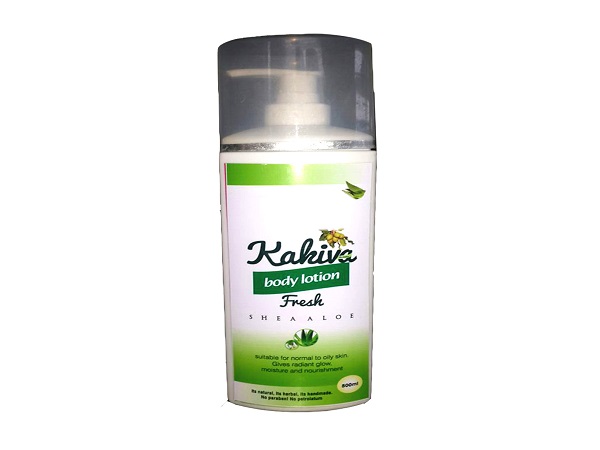 Kakiva
body lotion
Fresh
SHEA ALOE
suitable for normal to oily skin,
Gives radiant glow,
moisture and nourishment
500ml
Its natural, its herbal, its handmade.
No paraben! No petrolatum